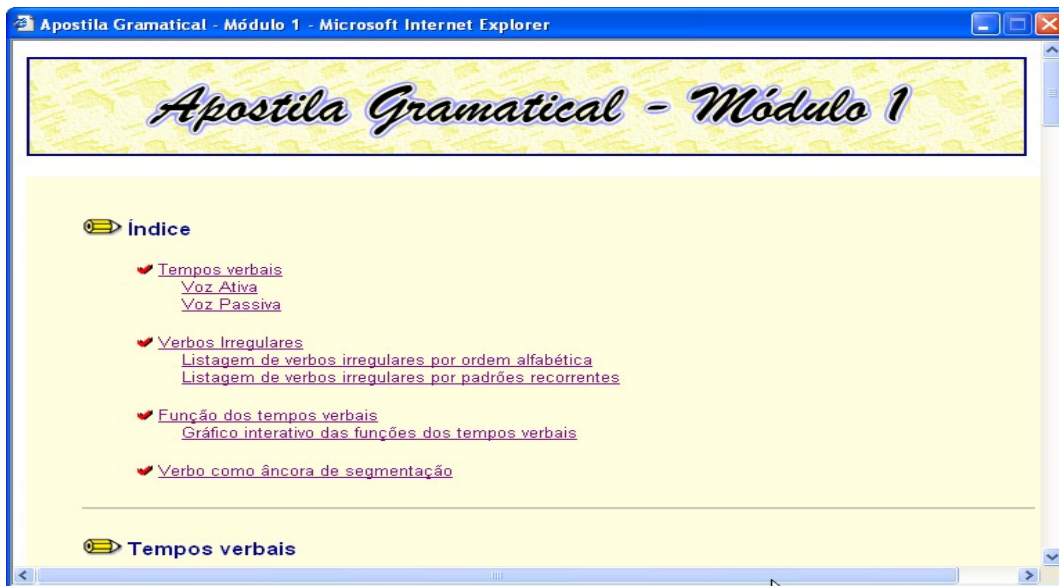 Apostila Gramatical - Módulo 1 - Microsoft Internet Explorer
Apostila Gramatical - Módulo 1
Índice
Tempos verbais
Voz Ativa
Voz Passiva
Verbos Irregulares
Listagem de verbos irregulares por ordem alfabética
Listagem de verbos irregulares por padrões recorrentes
Função dos tempos verbais
Gráfico interativo das funções dos tempos verbais
Verbo como âncora de segmentação
Tempos verbais